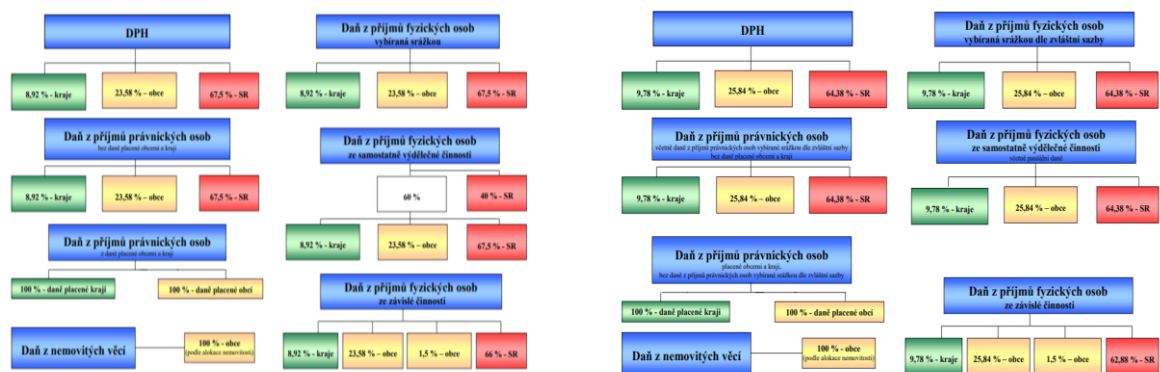 DPH
8,92 % - kraje
23,58 % – obce
67,5 % - SR
Daň z příjmů fyzických osob
vybíraná srážkou
8,92 % - kraje
23,58 % – obce
67,5 % - SR
Daň z příjmů právnických osob
bez daně placené obcemi a kraji
8,92 % - kraje
23,58 % – obce
67,5 % - SR
Daň z příjmů fyzických osob
ze samostatně výdělečné činnosti
60 %
40 % - SR
8,92 % - kraje
23,58 % – obce
67,5 % - SR
Daň z příjmů právnických osob
z daně placené obcemi a kraji
100 % - daně placené kraji
100 % - daně placené obcí
Daň z příjmů fyzických osob
ze závislé činnosti
8,92 % - kraje
23,58 % – obce
1,5 % – obce
66 % - SR
Daň z nemovitých věcí
100 % - obce
(podle alokace nemovitostí)
DPH
9,78 % - kraje
25,84 % – obce
64,38 % - SR
Daň z příjmů fyzických osob
vybíraná srážkou dle zvláštní sazby
9,78 % - kraje
25,84 % – obce
64,38 % - SR
Daň z příjmů právnických osob
včetně daně z příjmů právnických osob vybírané srážkou dle zvláštní sazby
bez daně placené obcemi a kraji
9,78 % - kraje
25,84 % – obce
64,38 % - SR
Daň z příjmů fyzických osob
ze samostatně výdělečné činnosti
včetně paušální daně
9,78 % - kraje
25,84 % – obce
64,38 % - SR
Daň z příjmů právnických osob
placené obcemi a kraji,
bez daně z příjmů právnických osob vybírané srážkou dle zvláštní sazby
100 % - daně placené kraji
100 % - daně placené obcí
Daň z příjmů fyzických osob
ze závislé činnosti
9,78 % - kraje
25,84 % – obce
1,5 % – obce
62,88 % - SR
Daň z nemovitých věcí
100 % - obce
(podle alokace nemovitosti)